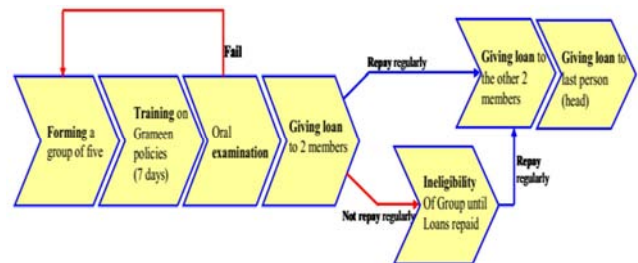 Fail
Forming a
group of five
Training on
Grameen
policies
(7 days)
Oral
examination
Giving loan
to 2 members
Repay regularly
Not repay regularly
Ineligibility
Of Group until
Loans repaid
Repay
regularly
Giving loan to
the other 2
members
Giving loan to
last person
(head)